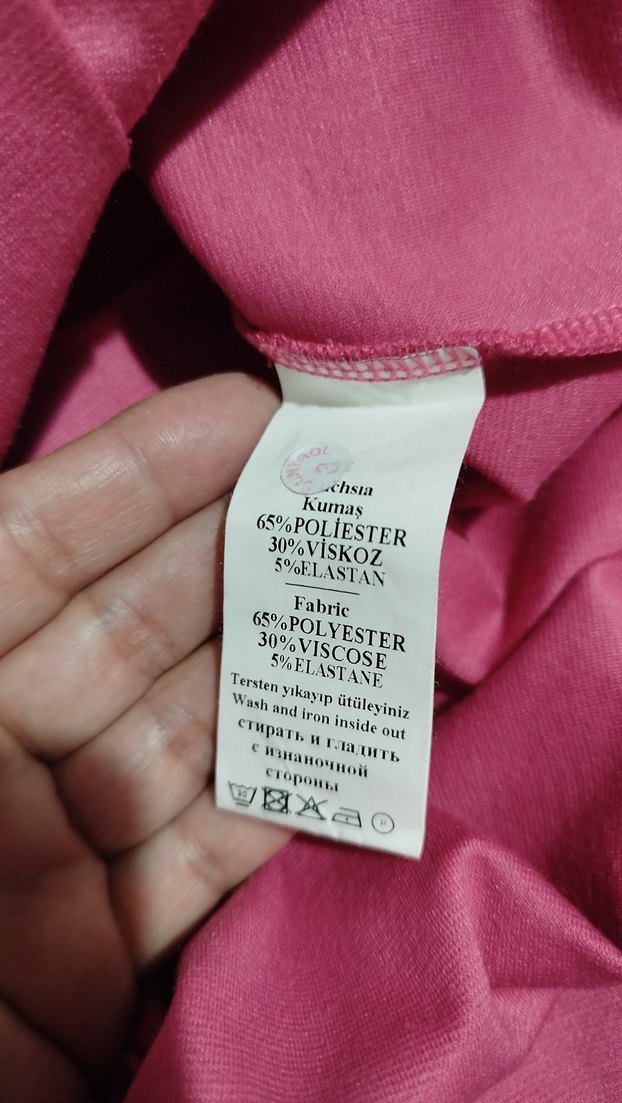 CONTROL
Kumaş
65%POLİESTER
30%VİSKOZ
5%ELASTAN
Fabric
65%POLYESTER
30%VISCOSE
5%ELASTANE
Tersten yıkayıp ütüleyiniz
Wash and iron inside out
стирать и гладить
с изнаночной
стороны
P